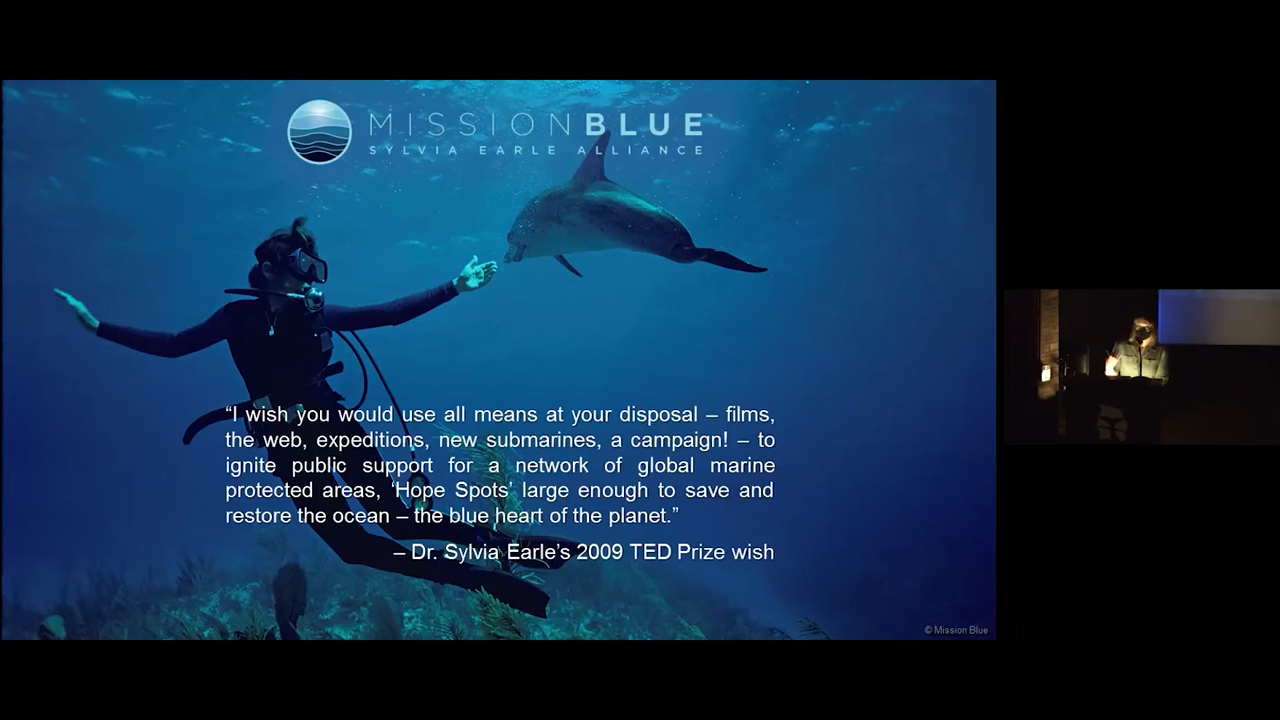 MISSIONBLUE™
SYLVIA EARLE ALLIANCE
“I wish you would use all means at your disposal – films,
the web, expeditions, new submarines, a campaign! – to
ignite public support for a network of global marine
protected areas, ‘Hope Spots’ large enough to save and
restore the ocean – the blue heart of the planet.”
– Dr. Sylvia Earle’s 2009 TED Prize wish
© Mission Blue